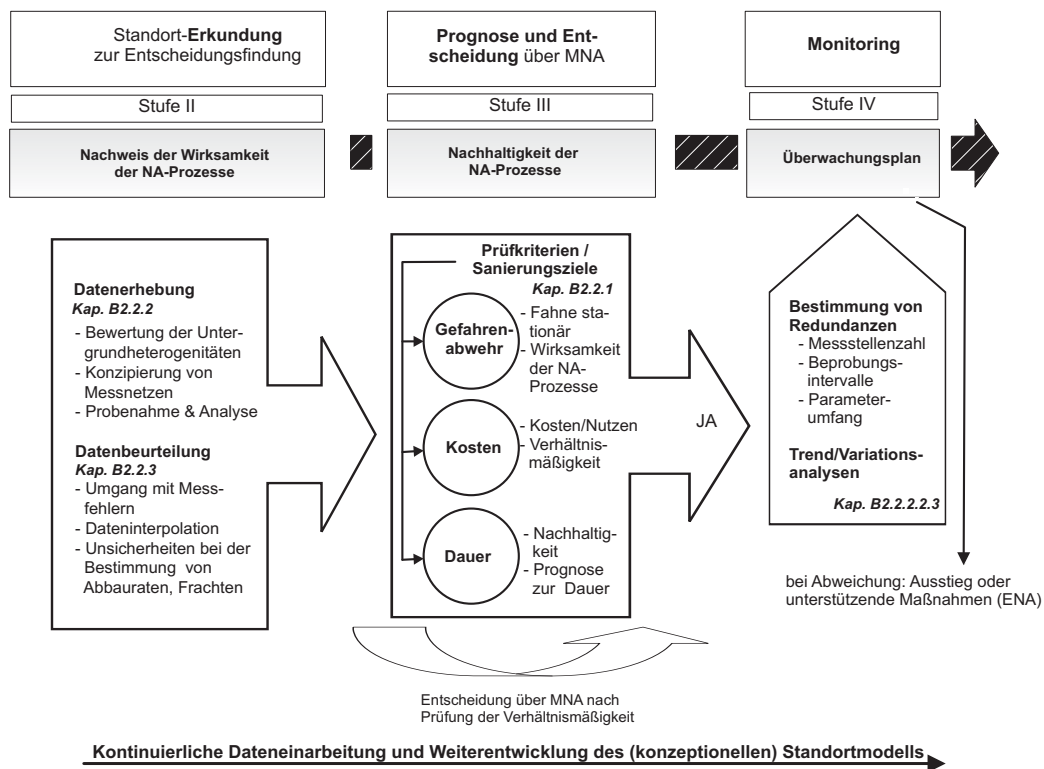 Standort-Erkundung
zur Entscheidungsfindung
Prognose und Ent-
scheidung über MNA
Monitoring
Stufe II
Stufe III
Stufe IV
Nachweis der Wirksamkeit
der NA-Prozesse
Nachhaltigkeit der
NA-Prozesse
Überwachungsplan
Datenerhebung
Kap. B2.2.2
- Bewertung der Unter-
grundheterogenitäten
- Konzipierung von
Messnetzen
- Probenahme & Analyse
Datenbeurteilung
Kap. B2.2.3
- Umgang mit Mess-
fehlern
- Dateninterpolation
- Unsicherheiten bei der
Bestimmung von
Abbauraten, Frachten
Prüfkriterien /
Sanierungsziele
Kap. B2.2.1
Gefahren-
abwehr
- Fahne sta-
tionär
- Wirksamkeit
der NA-
Prozesse
Kosten
- Kosten/Nutzen
- Verhältnis-
mäßigkeit
Dauer
- Nachhaltig-
keit
- Prognose
zur Dauer
JA
Bestimmung von
Redundanzen
- Messstellenzahl
- Beprobungs-
intervalle
- Parameter-
umfang
Trend/Variations-
analysen
Kap. B2.2.2.2.3
bei Abweichung: Ausstieg oder
unterstützende Maßnahmen (ENA)
Entscheidung über MNA nach
Prüfung der Verhältnismäßigkeit
Kontinuierliche Dateneinarbeitung und Weiterentwicklung des (konzeptionellen) Standortmodells